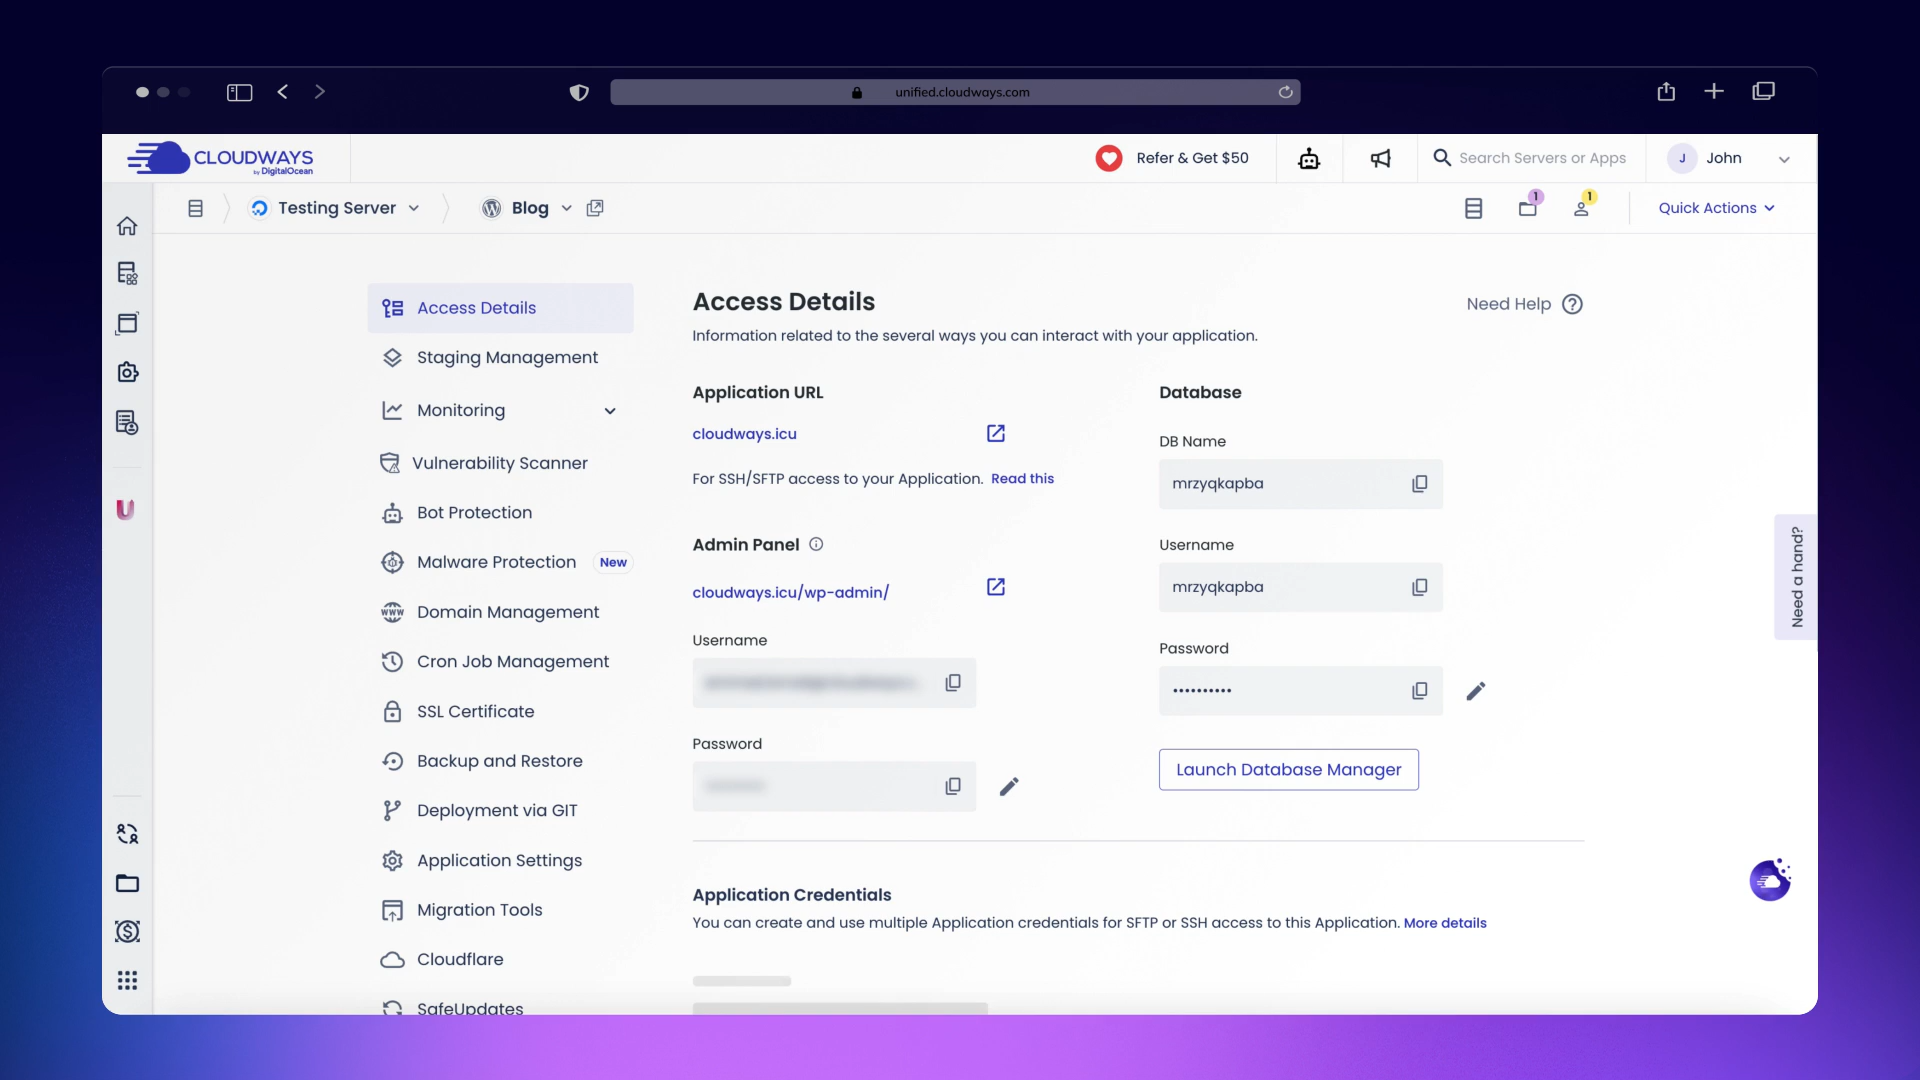 unified.cloudways.com
CLOUDWAYS
by DigitalOcean
Refer & Get $50
Search Servers or Apps
J
John
Testing Server
Blog
1
1
Quick Actions
Access Details
Staging Management
Monitoring
Vulnerability Scanner
Bot Protection
Malware Protection
New
Domain Management
Cron Job Management
SSL Certificate
Backup and Restore
Deployment via GIT
Application Settings
Migration Tools
Cloudflare
SafeUpdates
Access Details
Need Help
Information related to the several ways you can interact with your application.
Application URL
cloudways.icu
For SSH/SFTP access to your Application. Read this
Admin Panel
cloudways.icu/wp-admin/
Username
Password
Database
DB Name
mrzyqkapba
Username
mrzyqkapba
Password
••••••••••
Launch Database Manager
Application Credentials
You can create and use multiple Application credentials for SFTP or SSH access to this Application. More details
Need a hand?
U
www